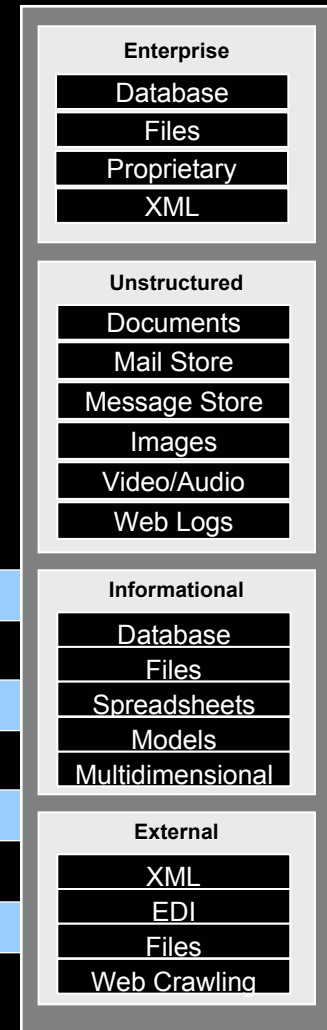 Enterprise
Database
Files
Proprietary
XML
Unstructured
Documents
Mail Store
Message Store
Images
Video/Audio
Web Logs
Informational
Database
Files
Spreadsheets
Models
Multidimensional
External
XML
EDI
Files
Web Crawling